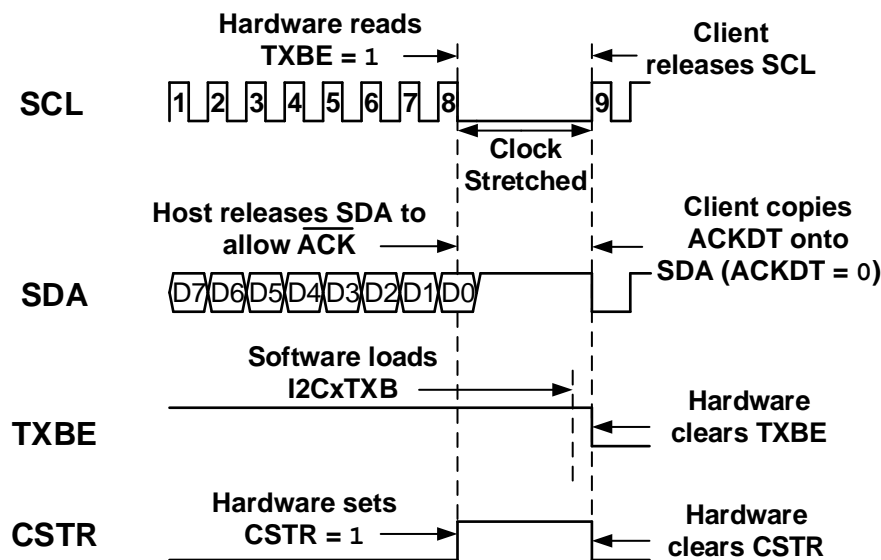 Hardware reads
TXBE = 1
Client
releases SCL
SCL
1 2 3 4 5 6 7 8 9
Clock
Stretched
Host releases SDA to
allow A̅C̅K̅
Client copies
ACKDT onto
SDA (ACKDT = 0)
SDA
D7 D6 D5 D4 D3 D2 D1 D0
Software loads
I2CxTXB
TXBE
Hardware
clears TXBE
Hardware sets
CSTR = 1
CSTR
Hardware
clears CSTR